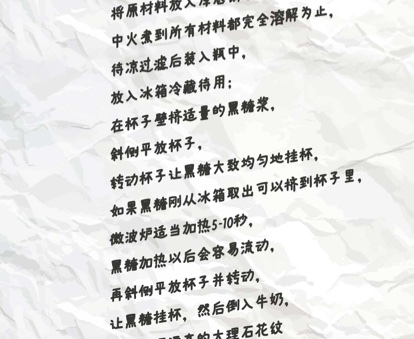 将原材料放入厚底
中火煮到所有材料都完全溶解为止，
待凉过滤后装入瓶中，
放入冰箱冷藏待用；
在杯子壁挤适量的黑糖浆，
斜侧平放杯子，
转动杯子让黑糖大致均匀地挂杯，
如果黑糖刚从冰箱取出可以挤到杯子里，
微波炉适当加热5-10秒，
黑糖加热以后会容易流动，
再斜侧平放杯子并转动，
让黑糖挂杯，然后倒入牛奶，
的大理石花纹